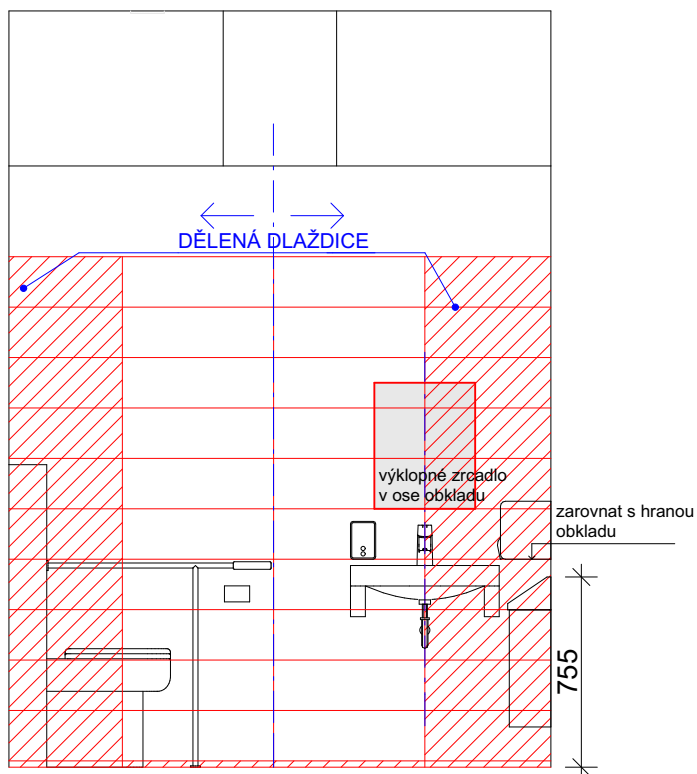 DĚLENÁ DLAŽDICE
výklopné zrcadlo
v ose obkladu
zarovnat s hranou
obkladu
755